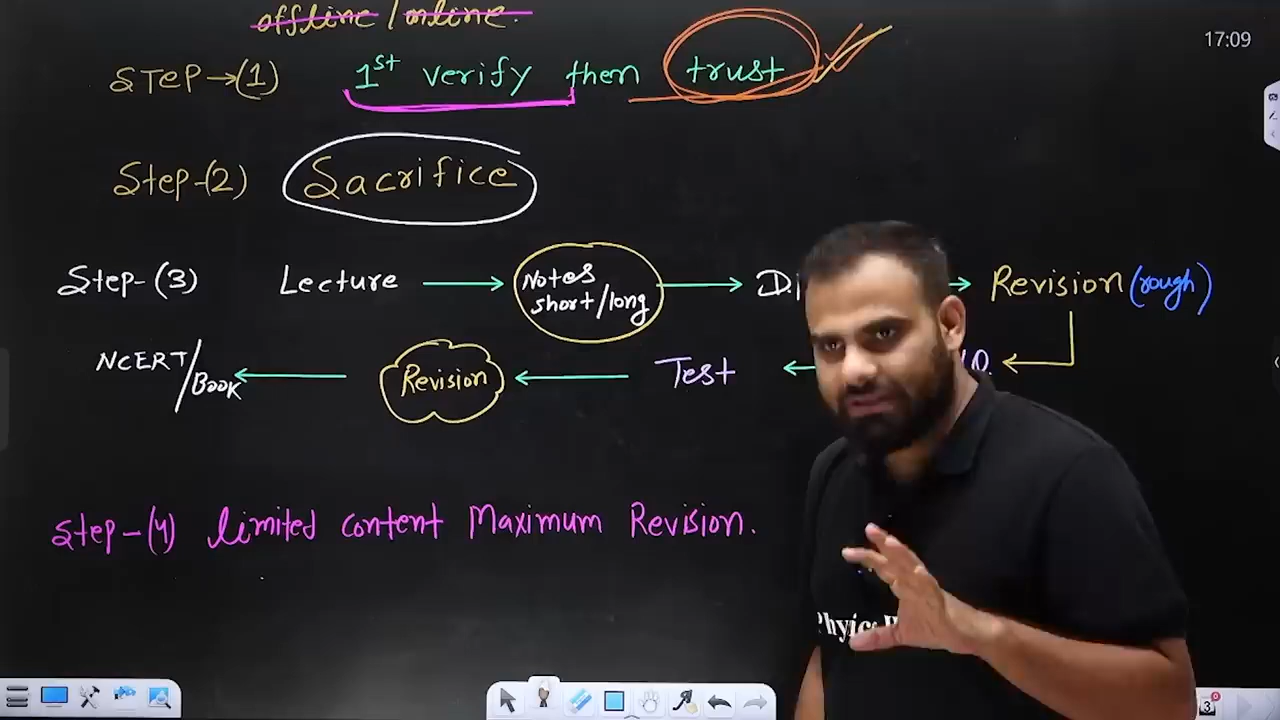 offline / online.
17:09
STEP→(1) 1st verify then trust
Step-(2) Sacrifice
Step-(3) Lecture → Notes short/long → Di → Revision (rough)
NCERT/Book ← Revision ← Test ← Q.
Step-(4) limited content Maximum Revision.
Physics